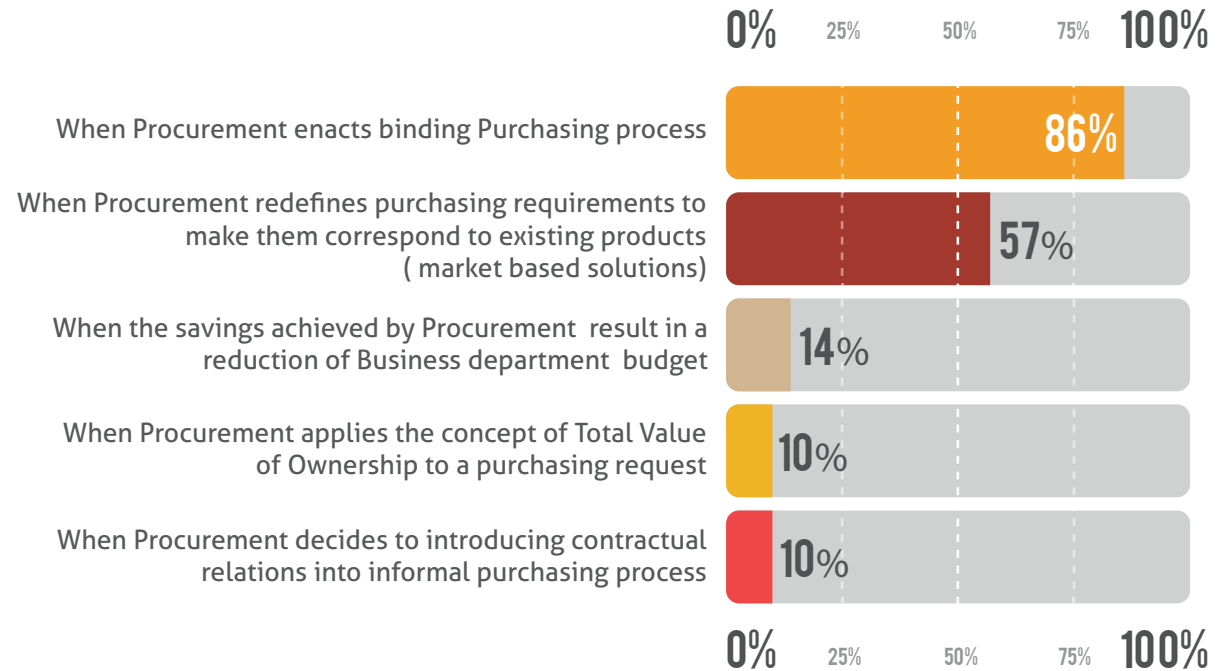 0% 25% 50% 75% 100%
When Procurement enacts binding Purchasing process
86%
When Procurement redefines purchasing requirements to
make them correspond to existing products
( market based solutions)
57%
When the savings achieved by Procurement  result in a
reduction of Business department  budget
14%
When Procurement applies the concept of Total Value
of Ownership to a purchasing request
10%
When Procurement decides to introducing contractual
relations into informal purchasing process
10%
0% 25% 50% 75% 100%